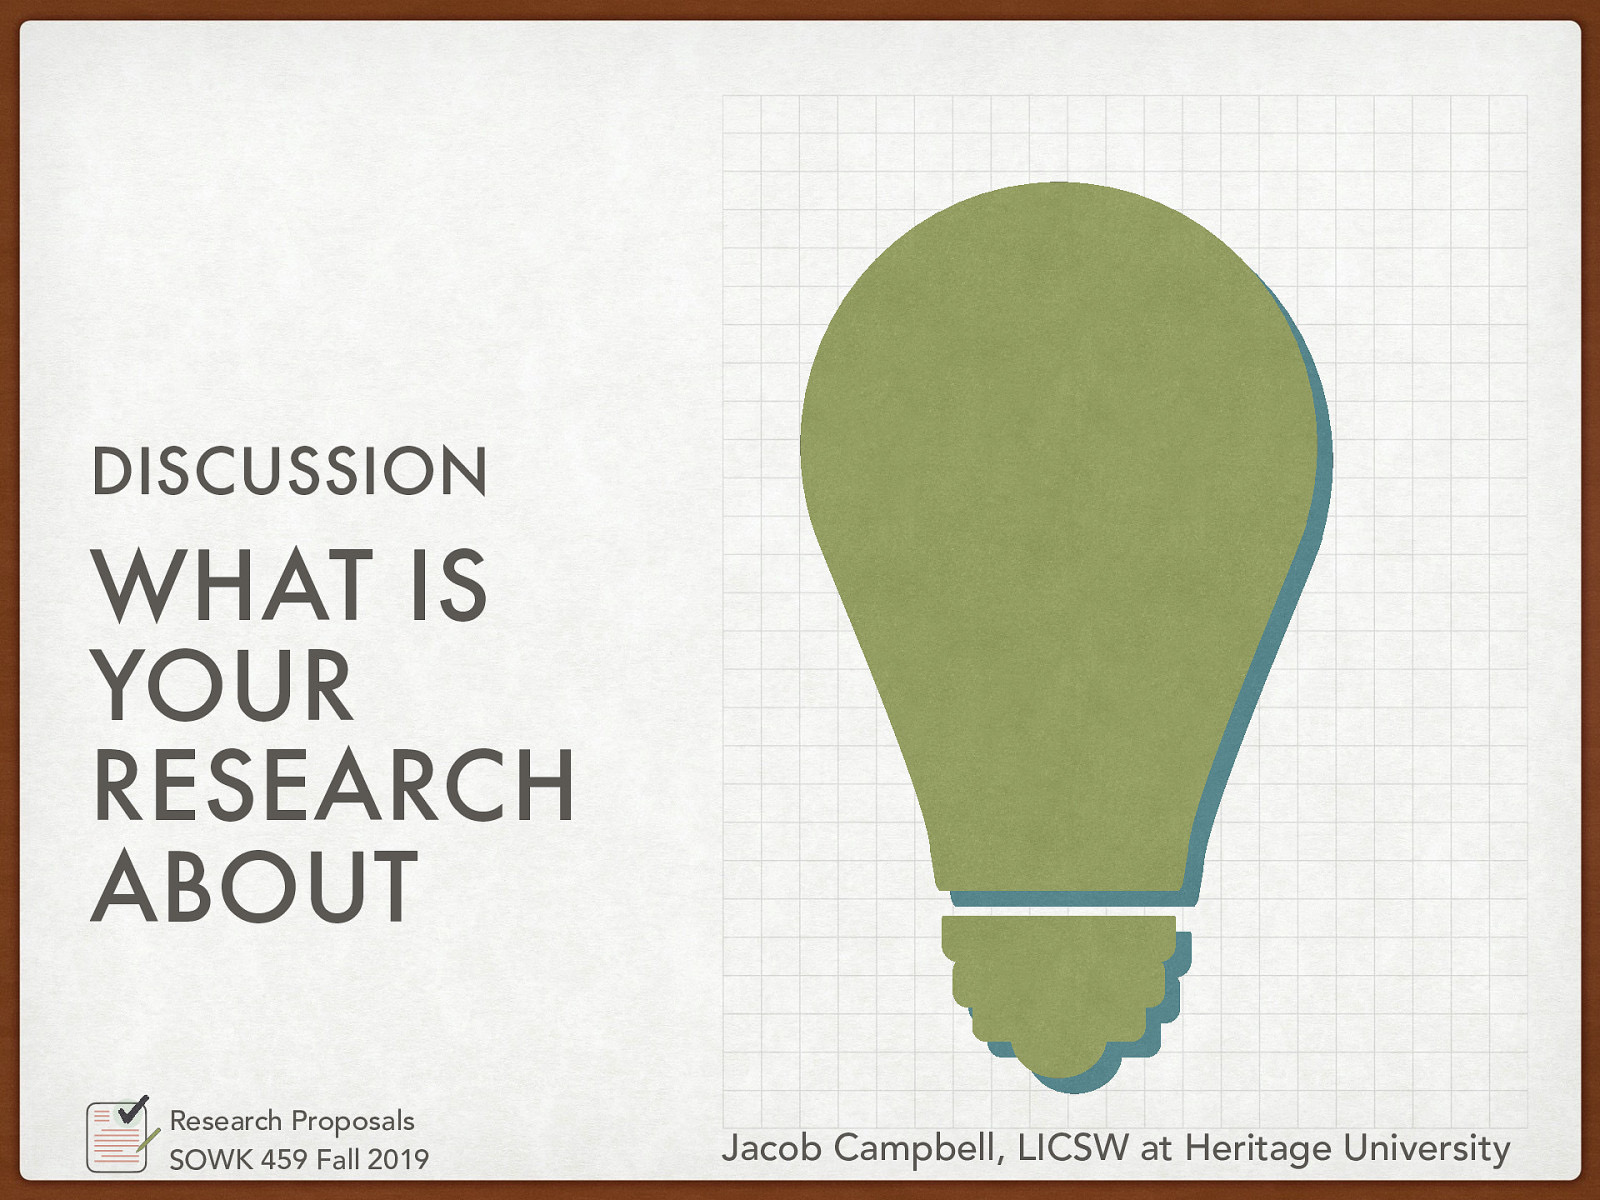 DISCUSSION
WHAT IS
YOUR
RESEARCH
ABOUT
Research Proposals
SOWK 459 Fall 2019
Jacob Campbell, LICSW at Heritage University